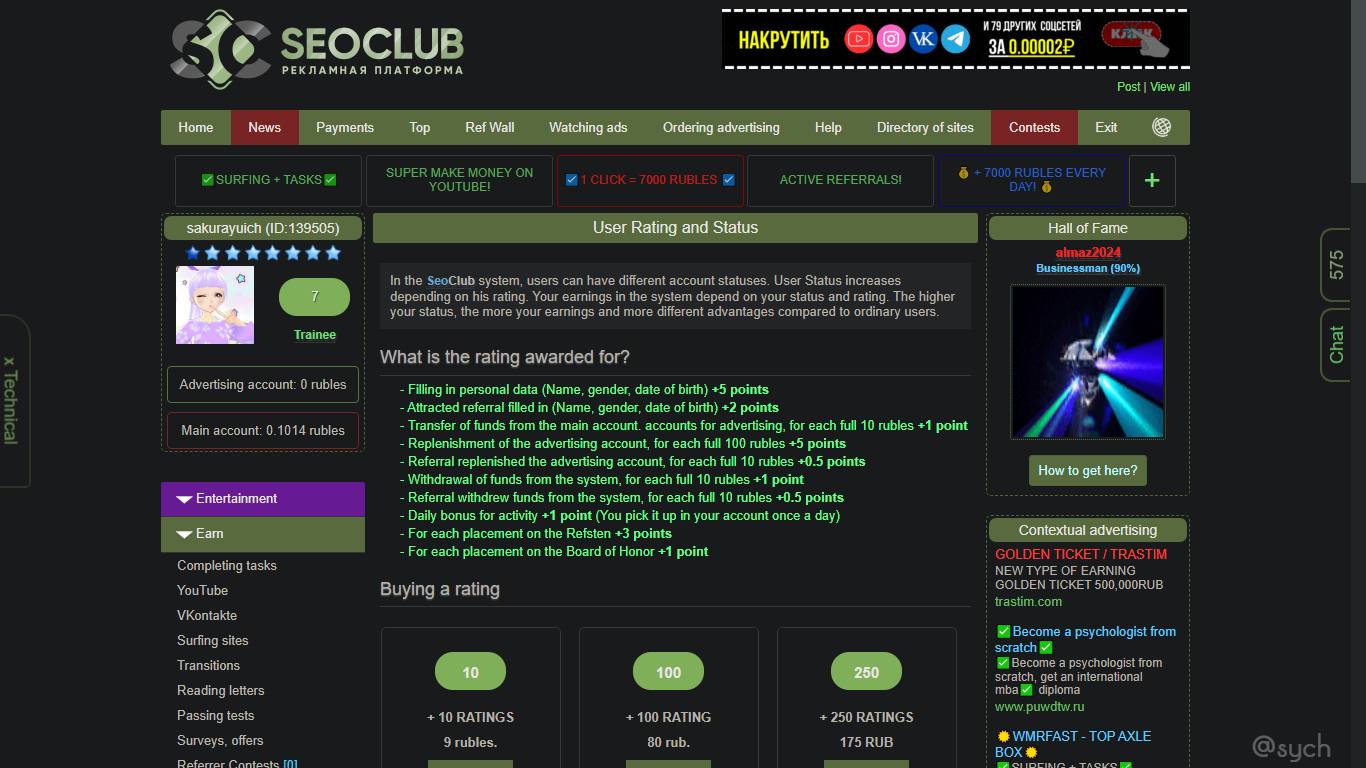 SEOCLUB
РЕКЛАМНАЯ ПЛАТФОРМА
НАКРУТИТЬ
VK
И 79 ДРУГИХ СОЦСЕТЕЙ
ЗА 0.00002₽
Post | View all
Home News Payments Top Ref Wall Watching ads Ordering advertising Help Directory of sites Contests Exit
✅SURFING + TASKS✅
SUPER MAKE MONEY ON
YOUTUBE!
☑ 1 CLICK = 7000 RUBLES ☑
ACTIVE REFERRALS!
💰 + 7000 RUBLES EVERY
DAY! 💰
+
sakurayuich (ID:139505)
7
Trainee
Advertising account: 0 rubles
Main account: 0.1014 rubles
Entertainment
Earn
Completing tasks
YouTube
VKontakte
Surfing sites
Transitions
Reading letters
Passing tests
Surveys, offers
Referrer Contests [0]
x Technical
User Rating and Status
In the SeoClub system, users can have different account statuses. User Status increases
depending on his rating. Your earnings in the system depend on your status and rating. The higher
your status, the more your earnings and more different advantages compared to ordinary users.
What is the rating awarded for?
- Filling in personal data (Name, gender, date of birth) +5 points
- Attracted referral filled in (Name, gender, date of birth) +2 points
- Transfer of funds from the main account. accounts for advertising, for each full 10 rubles +1 point
- Replenishment of the advertising account, for each full 100 rubles +5 points
- Referral replenished the advertising account, for each full 10 rubles +0.5 points
- Withdrawal of funds from the system, for each full 10 rubles +1 point
- Referral withdrew funds from the system, for each full 10 rubles +0.5 points
- Daily bonus for activity +1 point (You pick it up in your account once a day)
- For each placement on the Refsten +3 points
- For each placement on the Board of Honor +1 point
Buying a rating
10
+ 10 RATINGS
9 rubles.
100
+ 100 RATING
80 rub.
250
+ 250 RATINGS
175 RUB
Hall of Fame
almaz2024
Businessman (90%)
How to get here?
Contextual advertising
GOLDEN TICKET / TRASTIM
NEW TYPE OF EARNING
GOLDEN TICKET 500,000RUB
trastim.com
✅Become a psychologist from
scratch✅
✅Become a psychologist from
scratch, get an international
mba✅ diploma
www.puwdtw.ru
WMRFAST - TOP AXLE
BOX
✅SURFING + TASKS✅
575
Chat
@sych